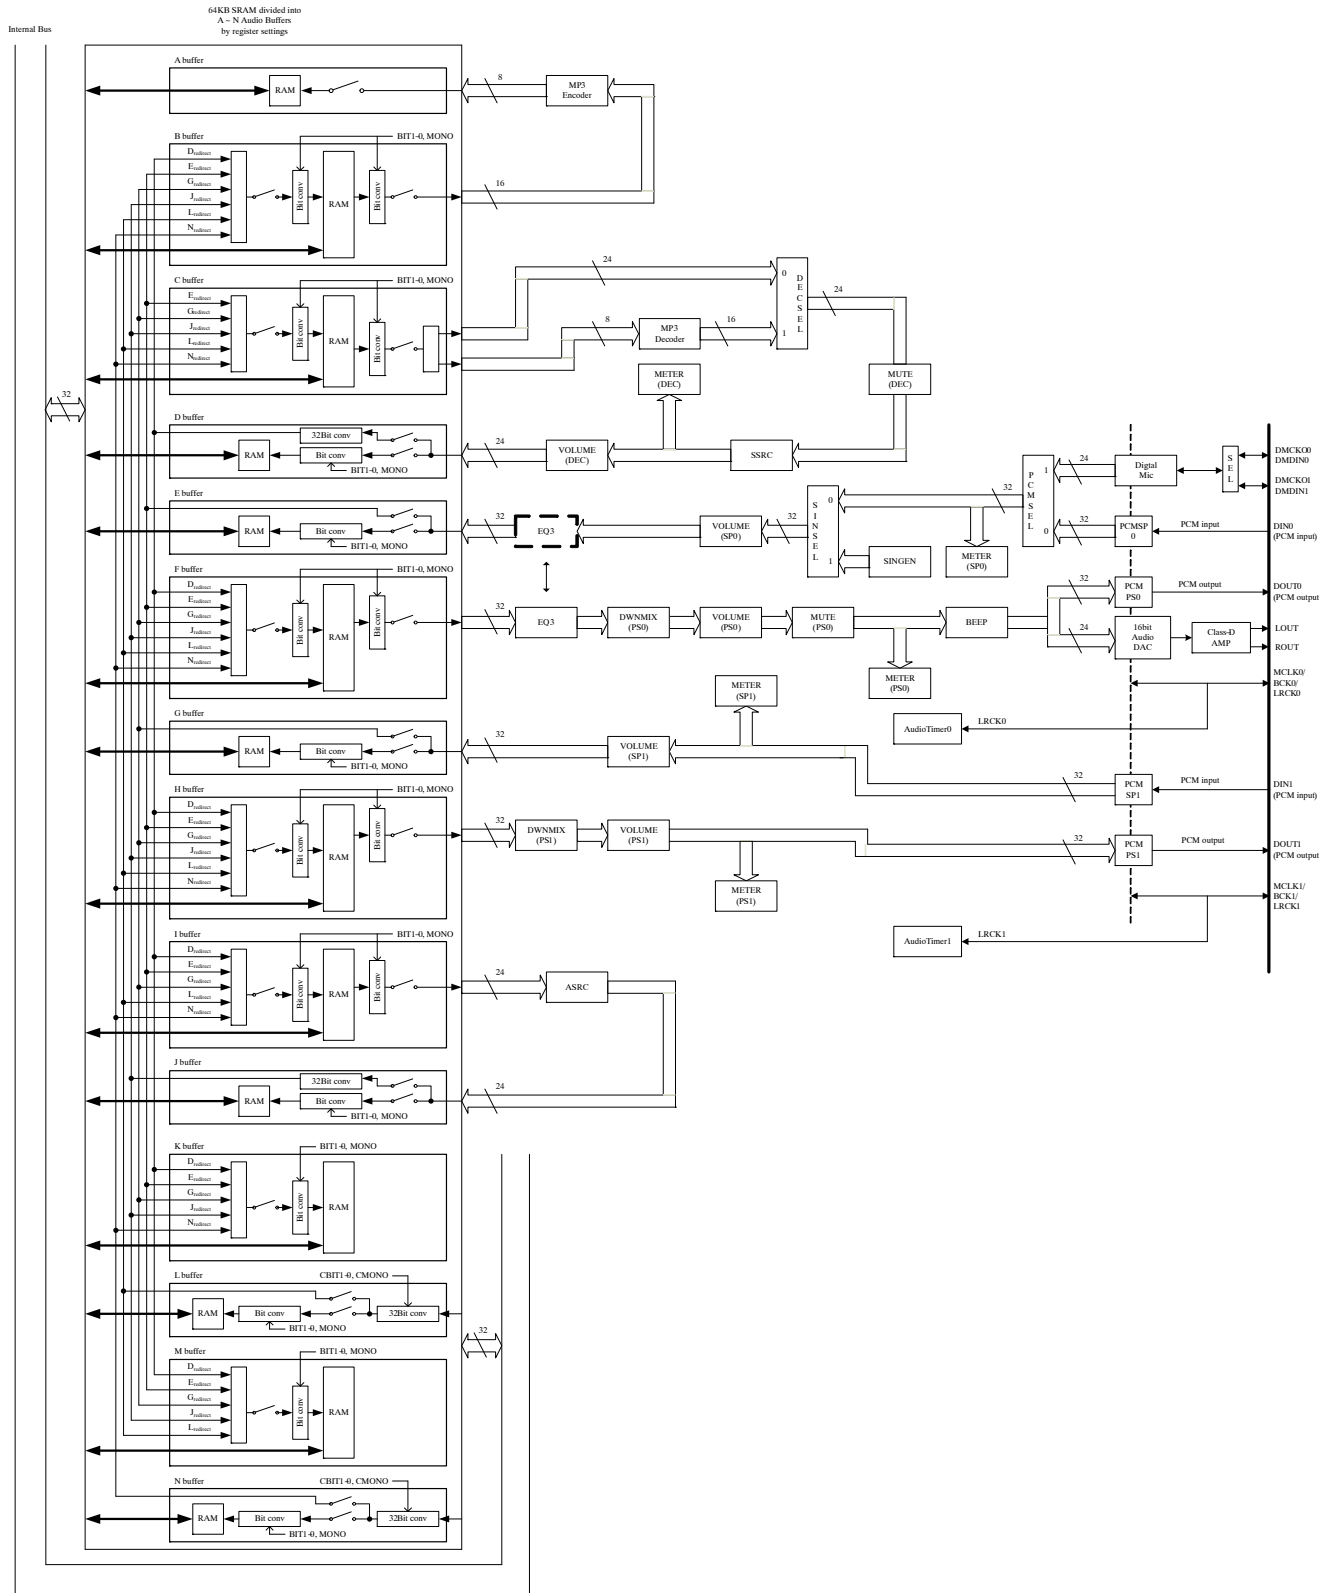 64KB SRAM divided into
A – N Audio Buffers
by register settings
Internal Bus
A buffer
RAM
8
MP3
Encoder
B buffer
BIT1-0, MONO
Dredirect
Eredirect
Gredirect
Jredirect
Lredirect
Nredirect
Bit conv
RAM
Bit conv
16
C buffer
BIT1-0, MONO
Eredirect
Gredirect
Jredirect
Lredirect
Nredirect
Bit conv
RAM
Bit conv
24
8
MP3
Decoder
16
0
1
DECSEL
24
METER
(DEC)
MUTE
(DEC)
32
D buffer
32Bit conv
RAM
Bit conv
BIT1-0, MONO
24
VOLUME
(DEC)
SSRC
E buffer
RAM
Bit conv
BIT1-0, MONO
32
EQ3
VOLUME
(SP0)
32
SINSEL
0
1
SINGEN
32
METER
(SP0)
PCMSEL
1
0
24
Digtal
Mic
SEL
DMCKO0
DMDIN0
DMCKO1
DMDIN1
32
PCMSP
0
PCM input
DIN0
(PCM input)
F buffer
BIT1-0, MONO
Dredirect
Eredirect
Gredirect
Jredirect
Lredirect
Nredirect
Bit conv
RAM
Bit conv
32
EQ3
DWNMIX
(PS0)
VOLUME
(PS0)
MUTE
(PS0)
METER
(PS0)
BEEP
32
PCM
PS0
PCM output
DOUT0
(PCM output
24
16bit
Audio
DAC
Class-D
AMP
LOUT
ROUT
MCLK0/
BCK0/
LRCK0
AudioTimer0
LRCK0
G buffer
RAM
Bit conv
BIT1-0, MONO
32
METER
(SP1)
VOLUME
(SP1)
32
PCM
SP1
PCM input
DIN1
(PCM input)
H buffer
BIT1-0, MONO
Dredirect
Eredirect
Gredirect
Jredirect
Lredirect
Nredirect
Bit conv
RAM
Bit conv
32
DWNMIX
(PS1)
VOLUME
(PS1)
METER
(PS1)
32
PCM
PS1
PCM output
DOUT1
(PCM output
MCLK1/
BCK1/
LRCK1
AudioTimer1
LRCK1
I buffer
BIT1-0, MONO
Dredirect
Eredirect
Gredirect
Lredirect
Nredirect
Bit conv
RAM
Bit conv
24
ASRC
J buffer
32Bit conv
RAM
Bit conv
BIT1-0, MONO
24
K buffer
BIT1-0, MONO
Dredirect
Eredirect
Gredirect
Jredirect
Nredirect
Bit conv
RAM
L buffer
CBIT1-0, CMONO
RAM
Bit conv
32Bit conv
BIT1-0, MONO
32
M buffer
BIT1-0, MONO
Dredirect
Eredirect
Gredirect
Jredirect
Lredirect
Bit conv
RAM
N buffer
CBIT1-0, CMONO
RAM
Bit conv
32Bit conv
BIT1-0, MONO